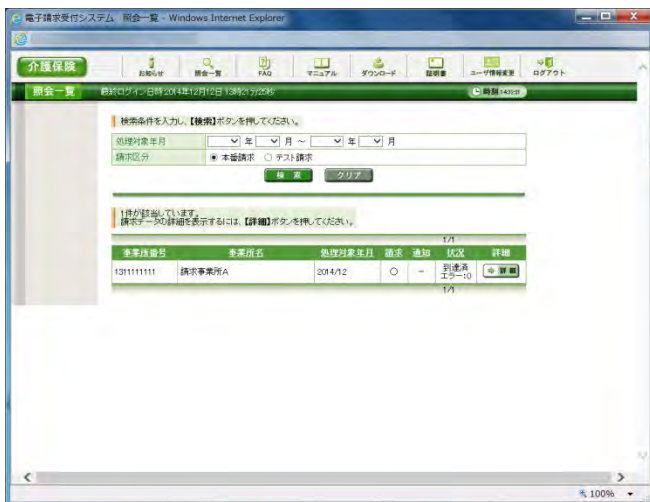 電子請求受付システム 照会一覧 - Windows Internet Explorer
介護保険
お知らせ 照会一覧 FAQ マニュアル ダウンロード 証明書 ユーザ情報変更 ログアウト
照会一覧 最終ログイン日時 2014年12月12日 13時21分25秒
時刻
検索条件を入力し、【検索】ボタンを押してください。
処理対象年月 年 月 ～ 年 月
請求区分 本番請求 テスト請求
検 索 クリア
1件が該当しています。
請求データの詳細を表示するには、【詳細】ボタンを押してください。
1/1
事業所番号 事業所名 処理対象年月 請求 通知 状況 詳細
1311111111 請求事業所A 2014/12 ○ － 到達済 詳細
エラー:0
1/1
100%